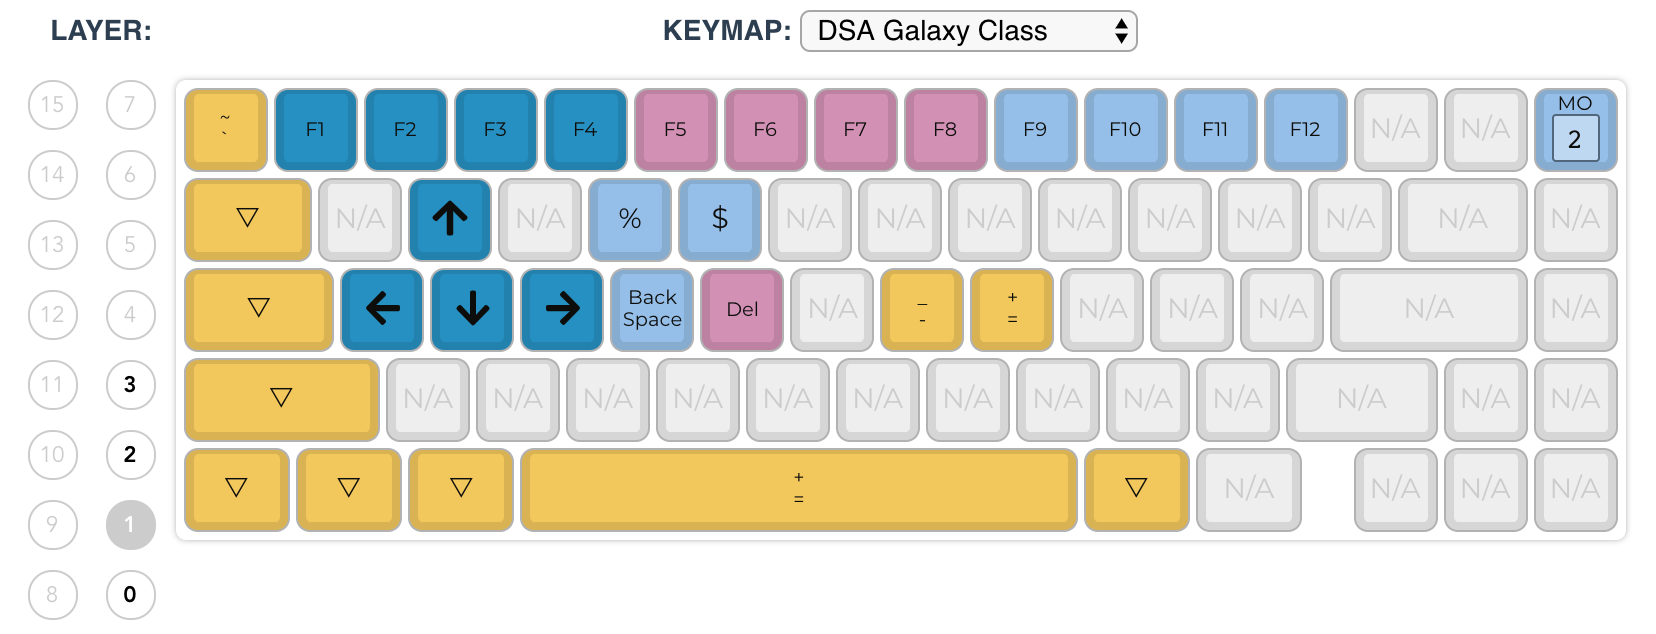 LAYER: KEYMAP: DSA Galaxy Class
15 7
~
` F1 F2 F3 F4 F5 F6 F7 F8 F9 F10 F11 F12 N/A N/A MO
2
14 6
▽ N/A ↑ N/A % $ N/A N/A N/A N/A N/A N/A N/A N/A N/A
13 5
▽ ← ↓ → Back
Space Del N/A _
- +
= N/A N/A N/A N/A N/A
12 4
▽ N/A N/A N/A N/A N/A N/A N/A N/A N/A N/A N/A N/A N/A
11 3
▽ ▽ ▽ +
= ▽ N/A N/A N/A N/A
10 2
9 1
8 0